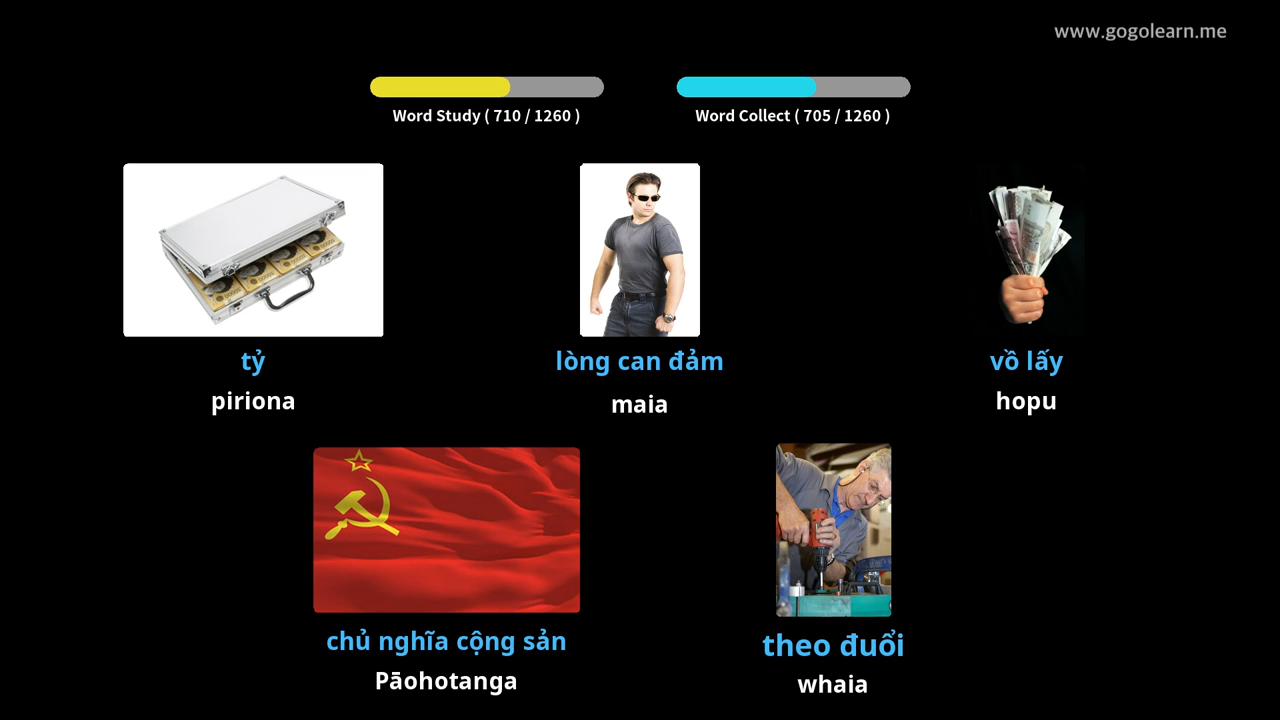 www.gogolearn.me
Word Study ( 710 / 1260 )
Word Collect ( 705 / 1260 )
tỷ
piriona
lòng can đảm
maia
vồ lấy
hopu
chủ nghĩa cộng sản
Pāohotanga
theo đuổi
whaia